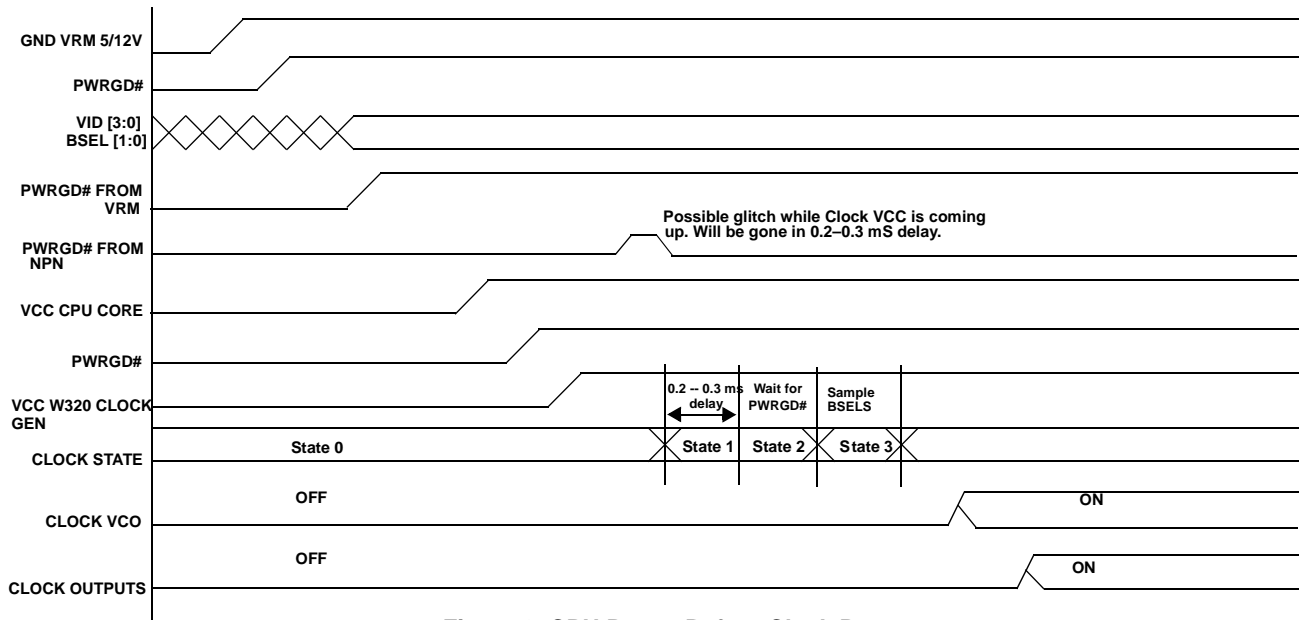 GND VRM 5/12V
PWRGD#
VID [3:0]
BSEL [1:0]
PWRGD# FROM
VRM
Possible glitch while Clock VCC is coming
up. Will be gone in 0.2–0.3 mS delay.
PWRGD# FROM
NPN
VCC CPU CORE
PWRGD#
0.2 -- 0.3 ms
delay
Wait for
PWRGD#
Sample
BSELS
VCC W320 CLOCK
GEN
CLOCK STATE
State 0
State 1
State 2
State 3
OFF
ON
CLOCK VCO
OFF
ON
CLOCK OUTPUTS